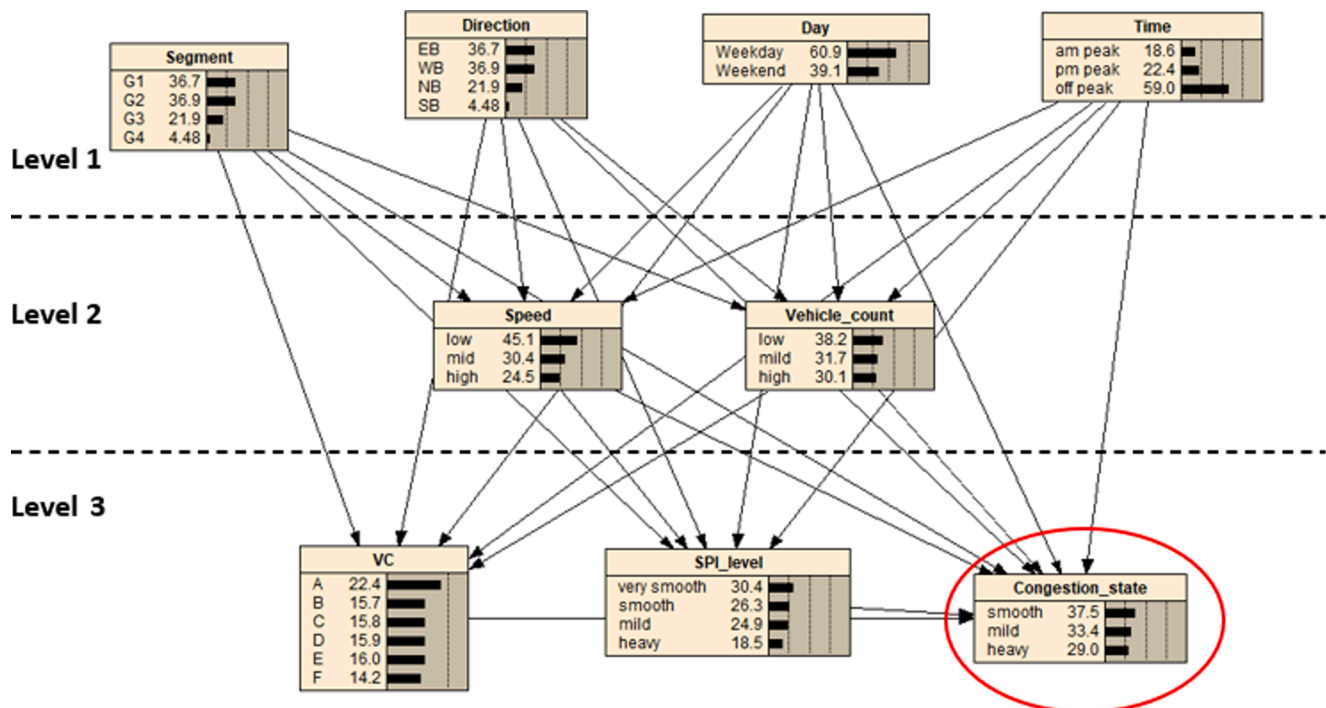 Segment
G1 36.7
G2 36.9
G3 21.9
G4 4.48
Direction
EB 36.7
WB 36.9
NB 21.9
SB 4.48
Day
Weekday 60.9
Weekend 39.1
Time
am peak 18.6
pm peak 22.4
off peak 59.0
Level 1
Level 2
Speed
low 45.1
mid 30.4
high 24.5
Vehicle_count
low 38.2
mild 31.7
high 30.1
Level 3
VC
A 22.4
B 15.7
C 15.8
D 15.9
E 16.0
F 14.2
SPI_level
very smooth 30.4
smooth 26.3
mild 24.9
heavy 18.5
Congestion_state
smooth 37.5
mild 33.4
heavy 29.0